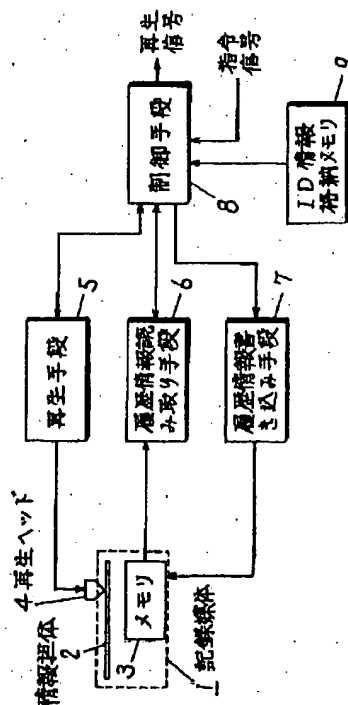 再生
信号
指令
信号
制御手段
8
ID情報
格納メモリ
9
再生手段
5
履歴情報読
み取り手段
6
履歴情報書
き込み手段
7
4再生ヘッド
情報担体
2
メモリ
3
記録媒体
1